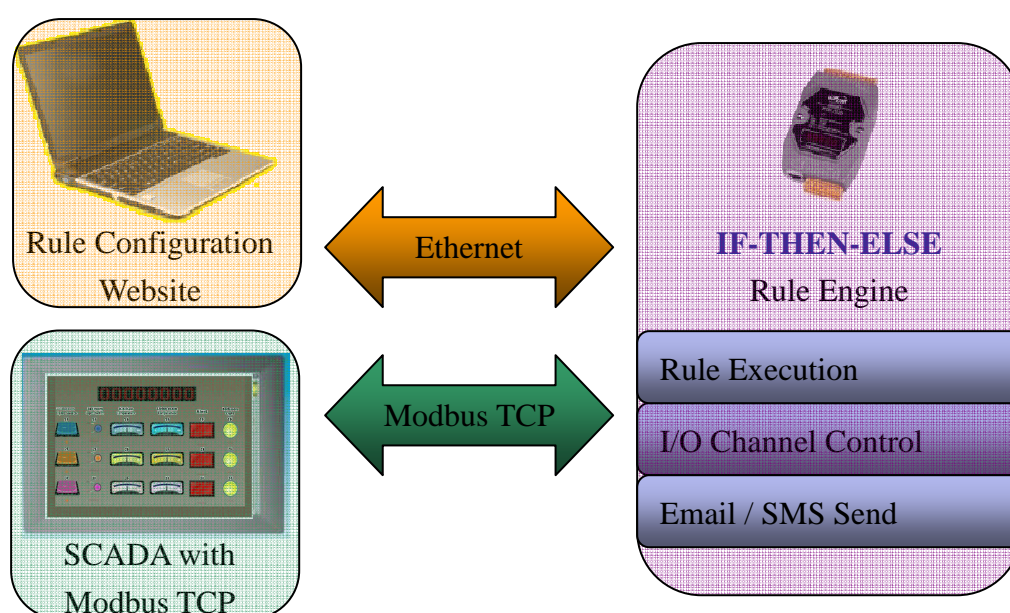 Rule Configuration
Website
Ethernet
IF-THEN-ELSE
Rule Engine
Rule Execution
I/O Channel Control
Email / SMS Send
Modbus TCP
SCADA with
Modbus TCP